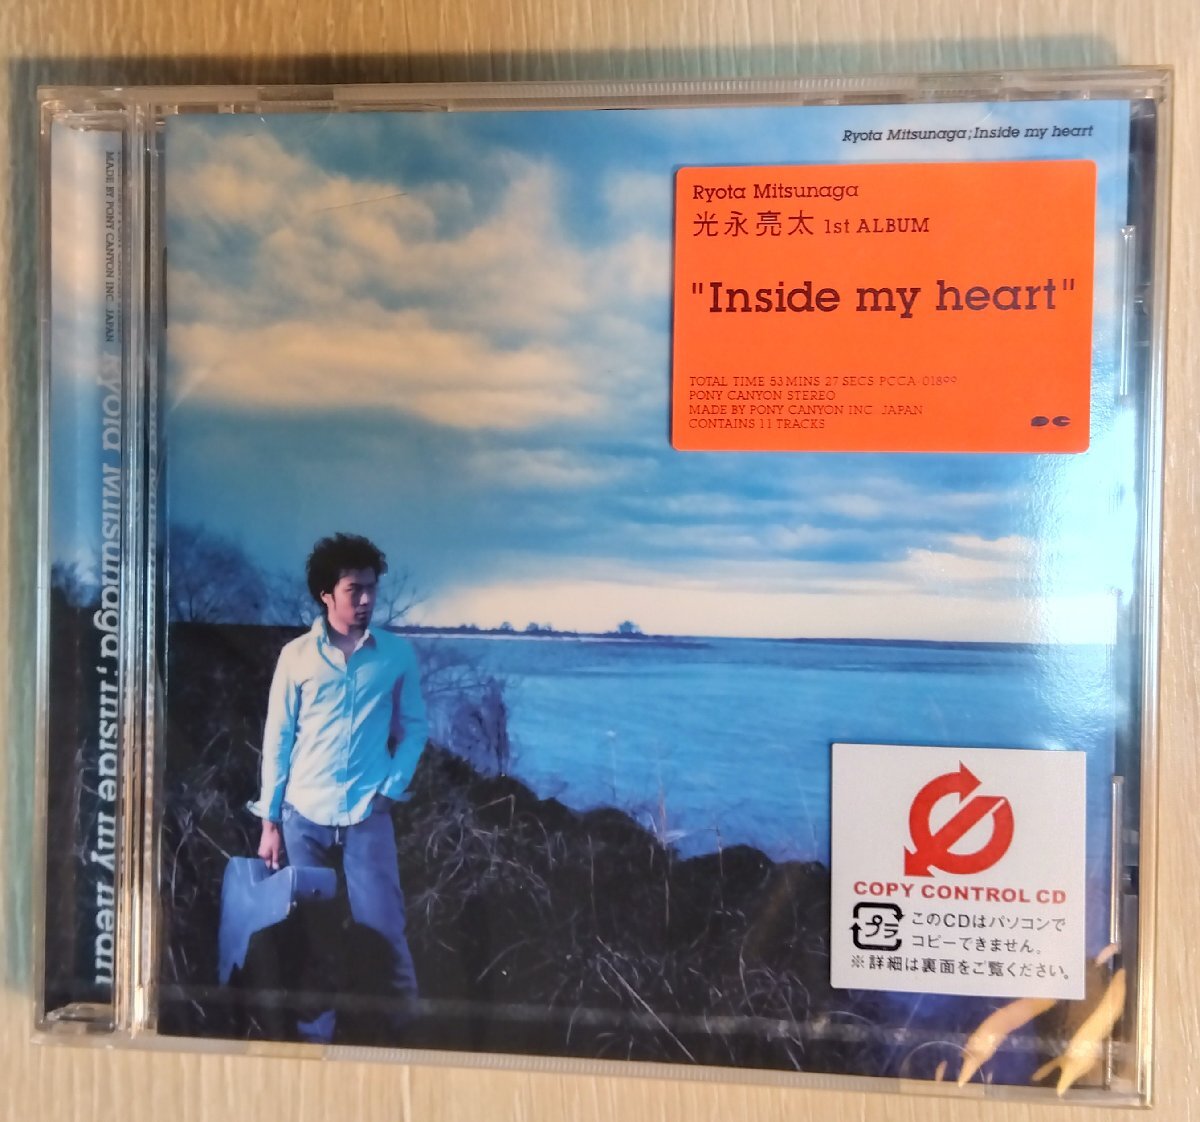 Ryota Mitsunaga;Inside my heart
Ryota Mitsunaga
光永亮太 1st ALBUM
"Inside my heart"
TOTAL TIME 53 MINS 27 SECS PCCA-01899
PONY CANYON STEREO
MADE BY PONY CANYON INC. JAPAN
CONTAINS 11 TRACKS
PC
MADE BY PONY CANYON INC. JAPAN
Ryota Mitsunaga;Inside my heart
COPY CONTROL CD
プラ
このCDはパソコンで
コピーできません。
※詳細は裏面をご覧ください。